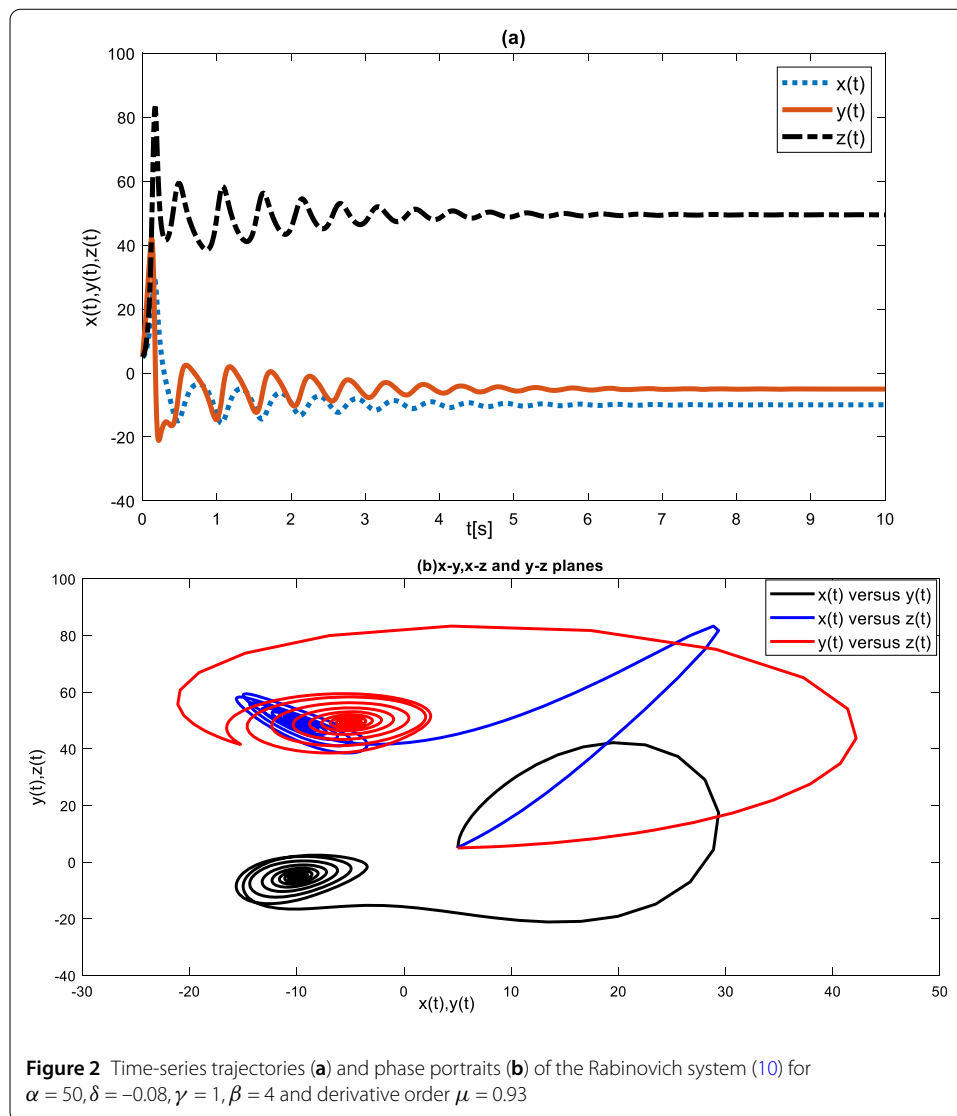 (a)
100
80
60
40
20
0
-20
-40
x(t),y(t),z(t)
x(t)
y(t)
z(t)
0 1 2 3 4 5 6 7 8 9 10
t[s]
(b)x-y,x-z and y-z planes
100
80
60
40
20
0
-20
-40
y(t),z(t)
x(t) versus y(t)
x(t) versus z(t)
y(t) versus z(t)
-30 -20 -10 0 10 20 30 40 50
x(t),y(t)
Figure 2 Time-series trajectories (a) and phase portraits (b) of the Rabinovich system (10) for
α = 50, δ = –0.08, γ = 1, β = 4 and derivative order μ = 0.93